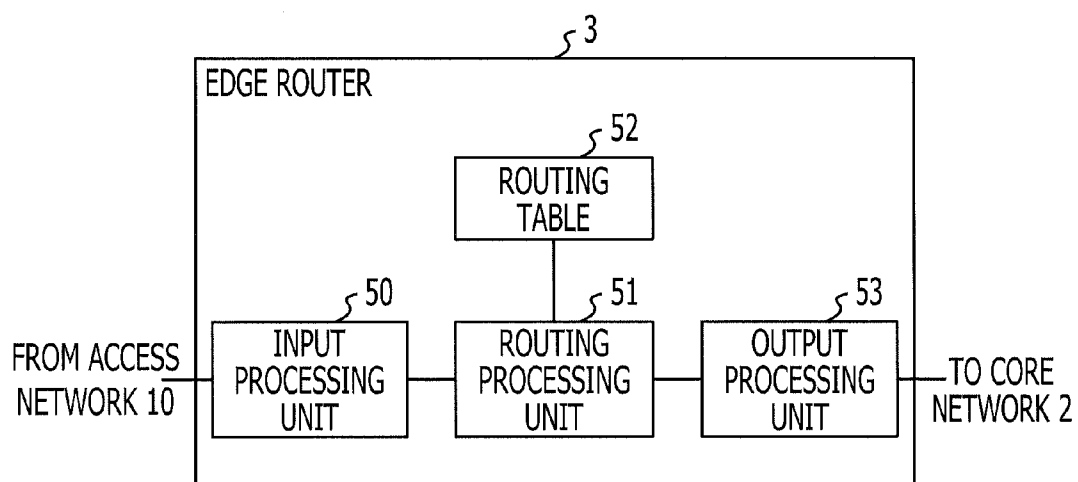 3
EDGE ROUTER
52
ROUTING
TABLE
50
51
53
FROM ACCESS
NETWORK 10
INPUT
PROCESSING
UNIT
ROUTING
PROCESSING
UNIT
OUTPUT
PROCESSING
UNIT
TO CORE
NETWORK 2